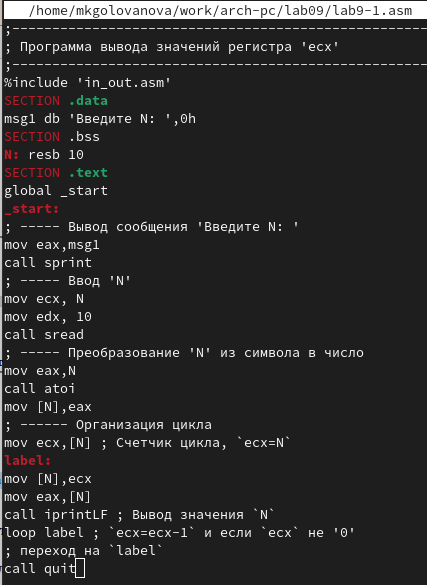 /home/mkgolovanova/work/arch-pc/lab09/lab9-1.asm
;----------------------------------------------------
; Программа вывода значений регистра 'ecx'
;----------------------------------------------------
%include 'in_out.asm'
SECTION .data
msg1 db 'Введите N: ',0h
SECTION .bss
N: resb 10
SECTION .text
global _start
_start:
; ----- Вывод сообщения 'Введите N: '
mov eax,msg1
call sprint
; ----- Ввод 'N'
mov ecx, N
mov edx, 10
call sread
; ----- Преобразование 'N' из символа в число
mov eax,N
call atoi
mov [N],eax
; ------ Организация цикла
mov ecx,[N] ; Счетчик цикла, `ecx=N`
label:
mov [N],ecx
mov eax,[N]
call iprintLF ; Вывод значения `N`
loop label ; `ecx=ecx-1` и если `ecx` не '0'
; переход на `label`
call quit